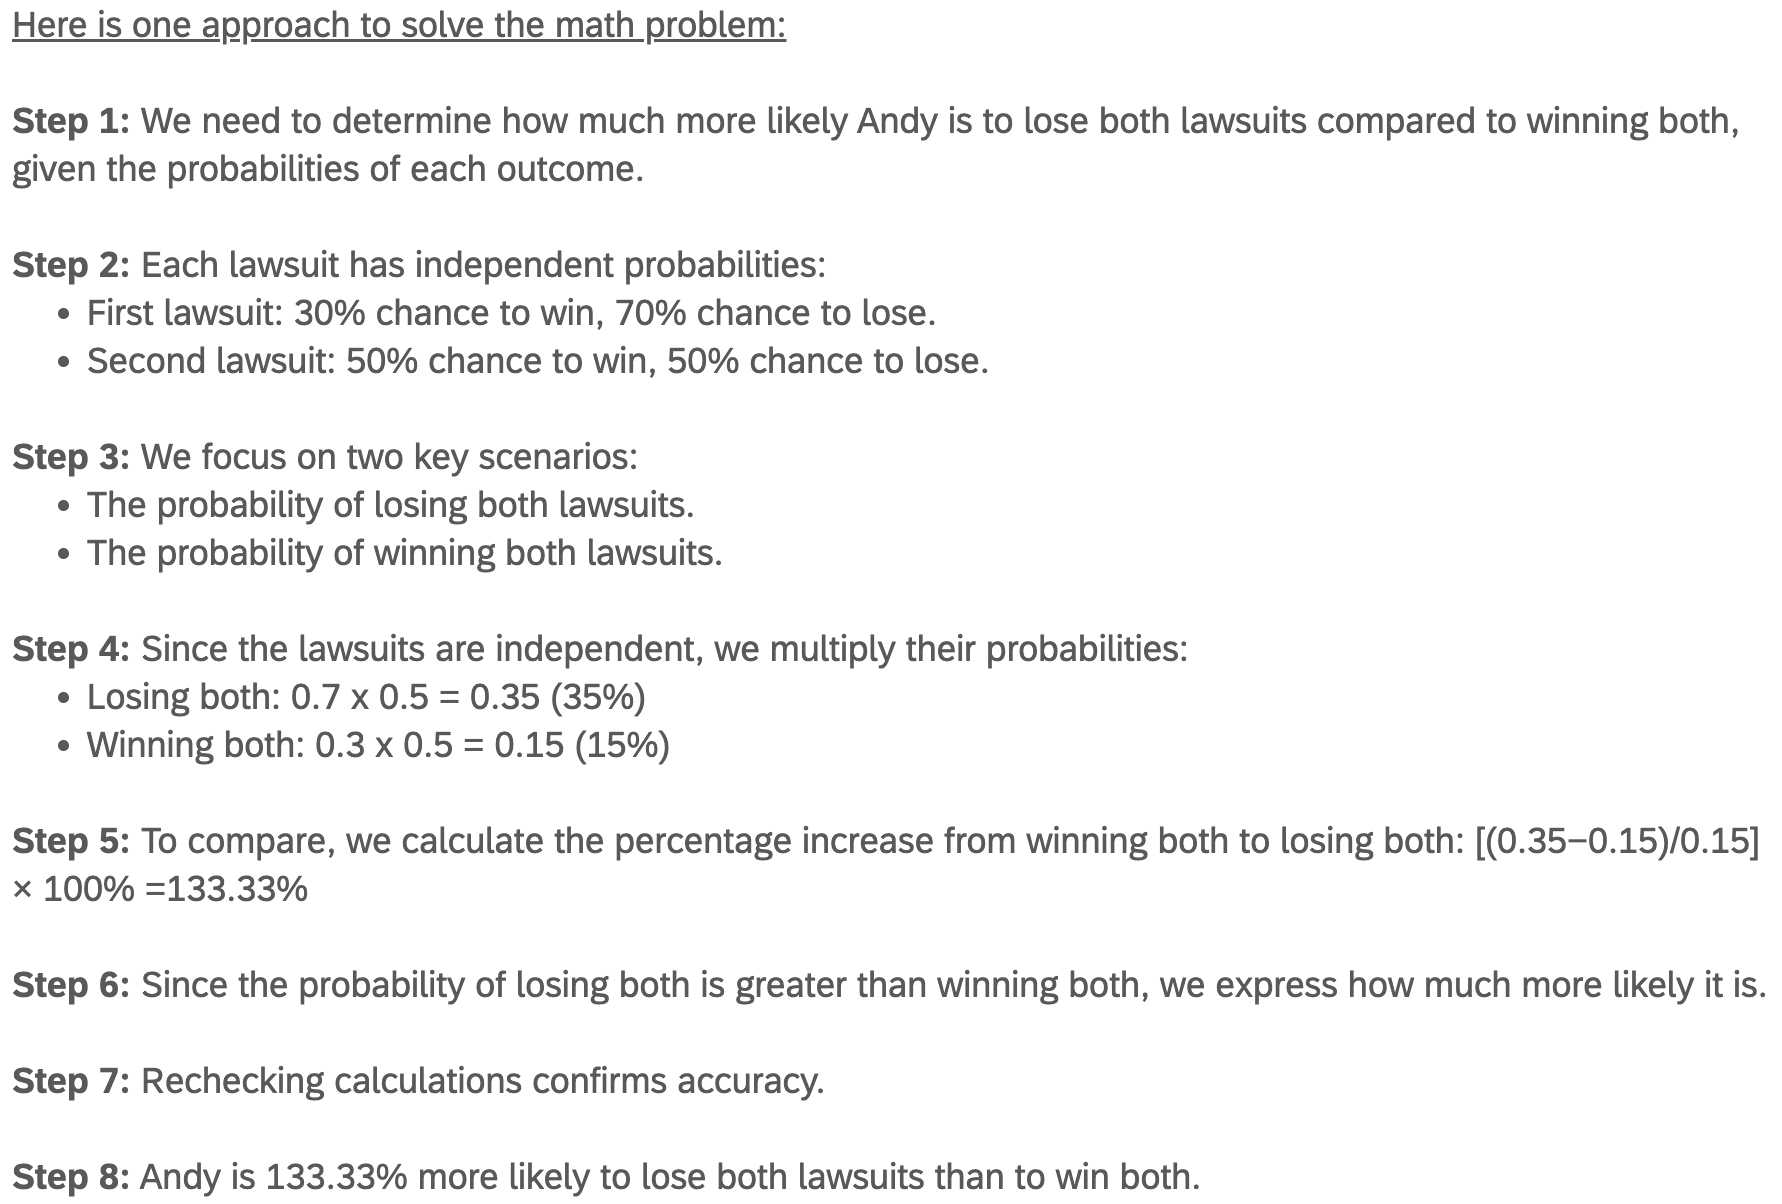 Here is one approach to solve the math problem:
Step 1: We need to determine how much more likely Andy is to lose both lawsuits compared to winning both,
given the probabilities of each outcome.
Step 2: Each lawsuit has independent probabilities:
• First lawsuit: 30% chance to win, 70% chance to lose.
• Second lawsuit: 50% chance to win, 50% chance to lose.
Step 3: We focus on two key scenarios:
• The probability of losing both lawsuits.
• The probability of winning both lawsuits.
Step 4: Since the lawsuits are independent, we multiply their probabilities:
• Losing both: 0.7 x 0.5 = 0.35 (35%)
• Winning both: 0.3 x 0.5 = 0.15 (15%)
Step 5: To compare, we calculate the percentage increase from winning both to losing both: [(0.35−0.15)/0.15]
× 100% =133.33%
Step 6: Since the probability of losing both is greater than winning both, we express how much more likely it is.
Step 7: Rechecking calculations confirms accuracy.
Step 8: Andy is 133.33% more likely to lose both lawsuits than to win both.